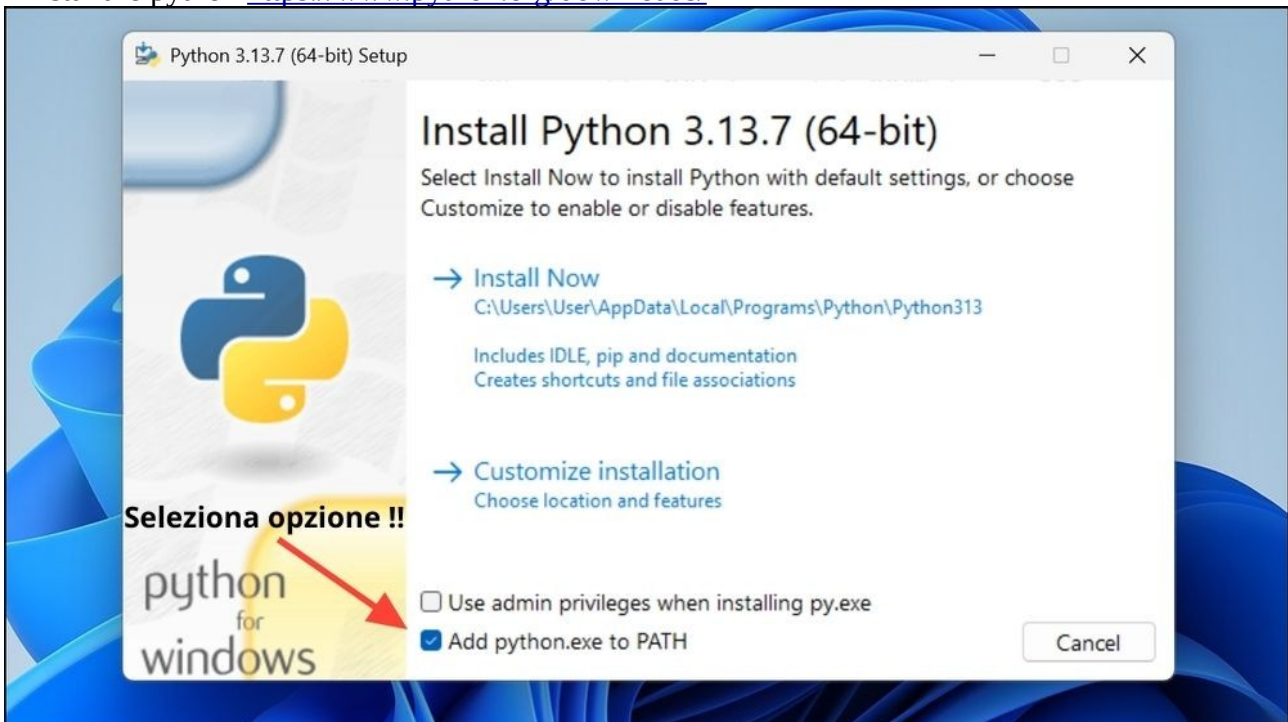 Python 3.13.7 (64-bit) Setup
Install Python 3.13.7 (64-bit)
Select Install Now to install Python with default settings, or choose
Customize to enable or disable features.
Install Now
C:\Users\User\AppData\Local\Programs\Python\Python313
Includes IDLE, pip and documentation
Creates shortcuts and file associations
Customize installation
Choose location and features
Seleziona opzione !!
python
for
windows
Use admin privileges when installing py.exe
Add python.exe to PATH
Cancel